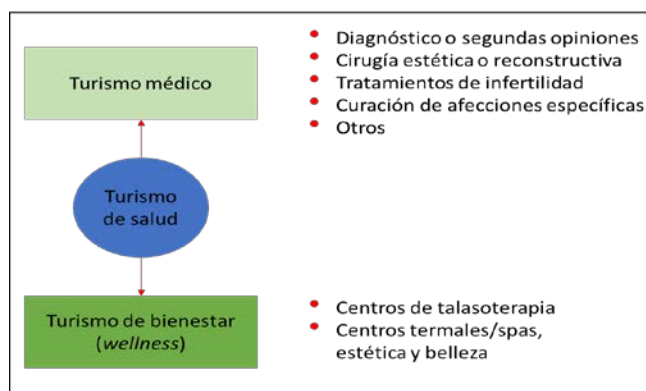 Turismo médico
Diagnóstico o segundas opiniones
Cirugía estética o reconstructiva
Tratamientos de infertilidad
Curación de afecciones específicas
Otros
Turismo
de salud
Turismo de bienestar
(wellness)
Centros de talasoterapia
Centros termales/spas,
estética y belleza